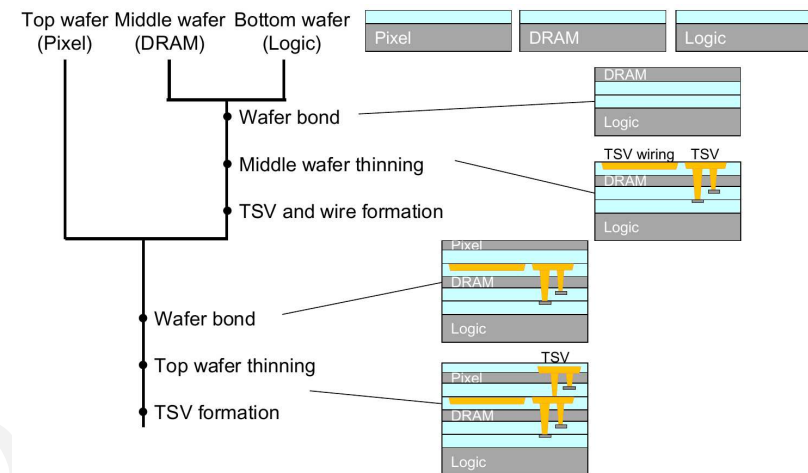 Top wafer Middle wafer Bottom wafer
(Pixel) (DRAM) (Logic)
Pixel DRAM Logic
DRAM
Wafer bond
Logic
TSV wiring TSV
Middle wafer thinning
DRAM
TSV and wire formation
Logic
Pixel
DRAM
Wafer bond
Logic
TSV
Top wafer thinning
Pixel
TSV formation
DRAM
Logic